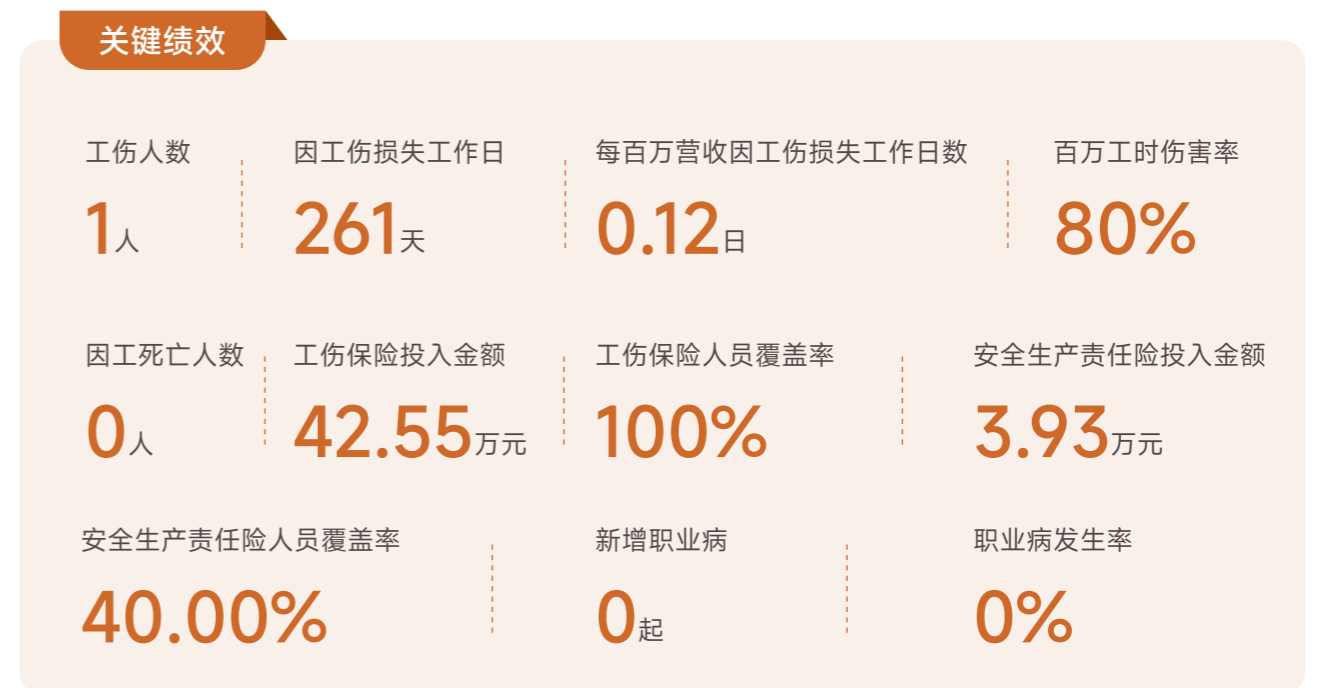 关键绩效
工伤人数
因工伤损失工作日
每百万营收因工伤损失工作日数
百万工时伤害率
1人
261天
0.12日
80%
因工死亡人数
工伤保险投入金额
工伤保险人员覆盖率
安全生产责任险投入金额
0人
42.55万元
100%
3.93万元
安全生产责任险人员覆盖率
新增职业病
职业病发生率
40.00%
0起
0%